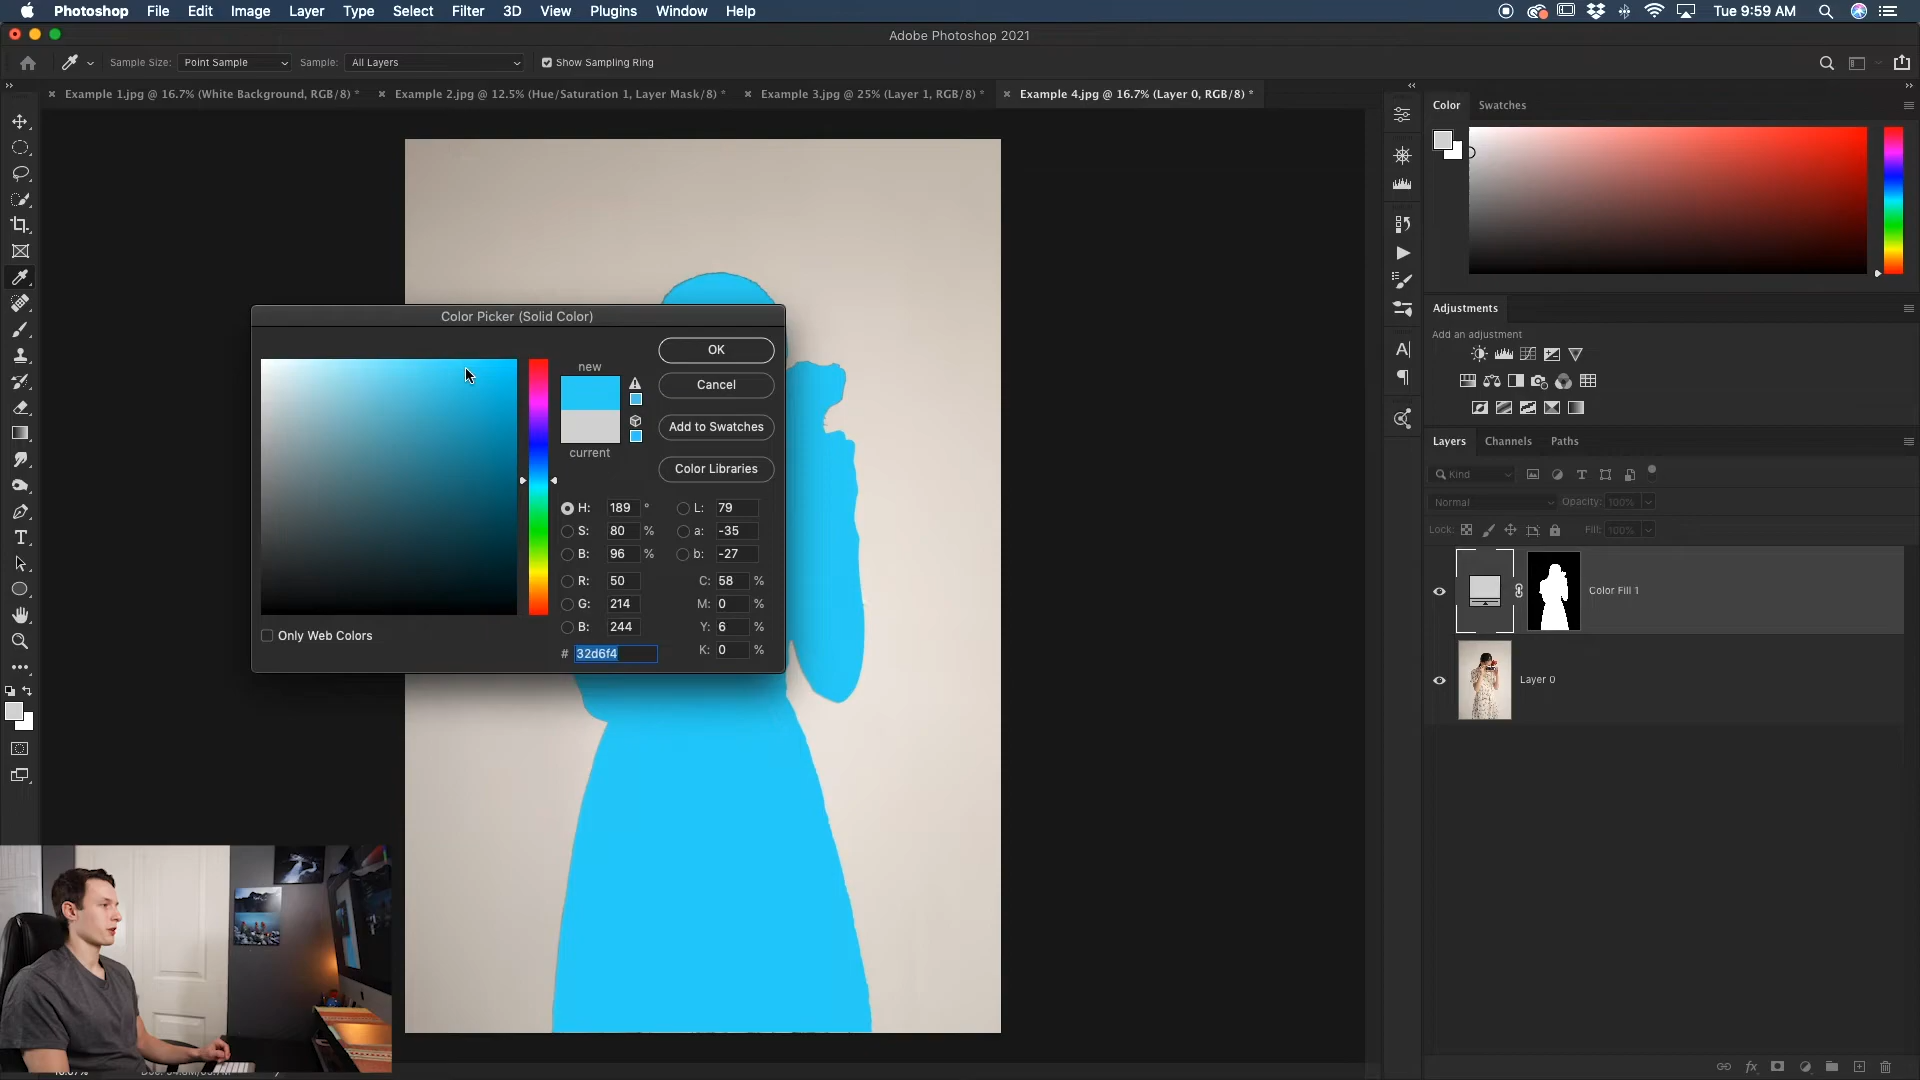 Photoshop File Edit Image Layer Type Select Filter 3D View Plugins Window Help Tue 9:59 AM
Adobe Photoshop 2021
Sample Size: Point Sample Sample: All Layers Show Sampling Ring
Example 1.jpg @ 16.7% (White Background, RGB/8) * Example 2.jpg @ 12.5% (Hue/Saturation 1, Layer Mask/8) * Example 3.jpg @ 25% (Layer 1, RGB/8) * Example 4.jpg @ 16.7% (Layer 0, RGB/8) *
Color Swatches
Color Picker (Solid Color)
new
current
OK
Cancel
Add to Swatches
Color Libraries
H: 189 ° L: 79
S: 80 % a: -35
B: 96 % b: -27
R: 50 C: 58 %
G: 214 M: 0 %
B: 244 Y: 6 %
# 32d6f4 K: 0 %
Only Web Colors
Adjustments
Add an adjustment
Layers Channels Paths
Kind
Normal Opacity: 100%
Lock: Fill: 100%
Color Fill 1
Layer 0